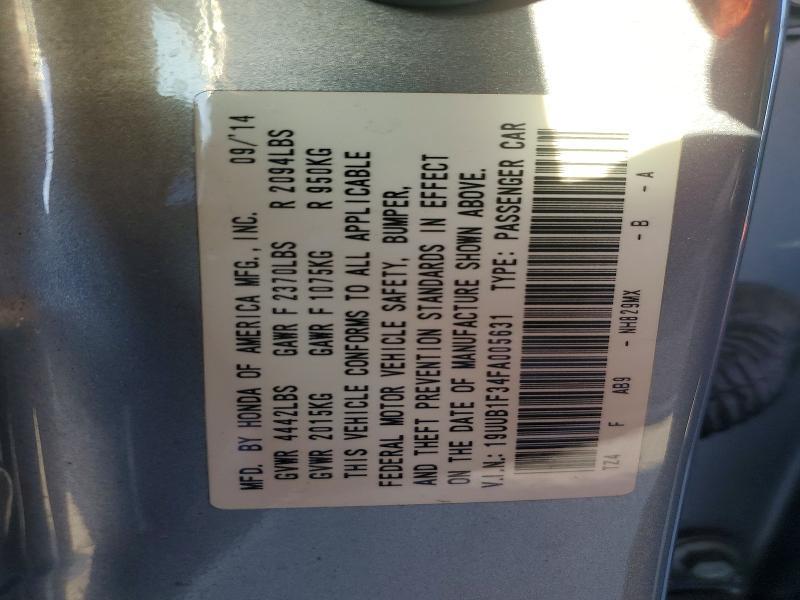 MFD. BY HONDA OF AMERICA MFG., INC. 09/'14
GVWR 4442LBS GAWR F 2370LBS R 2094LBS
GVWR 2015KG GAWR F 1075KG R 950KG
THIS VEHICLE CONFORMS TO ALL APPLICABLE
FEDERAL MOTOR VEHICLE SAFETY, BUMPER,
AND THEFT PREVENTION STANDARDS IN EFFECT
ON THE DATE OF MANUFACTURE SHOWN ABOVE.
V.I.N.: 19UUB1F34FA005631 TYPE: PASSENGER CAR
TZ4 F AB9 - NH829MX - B - A